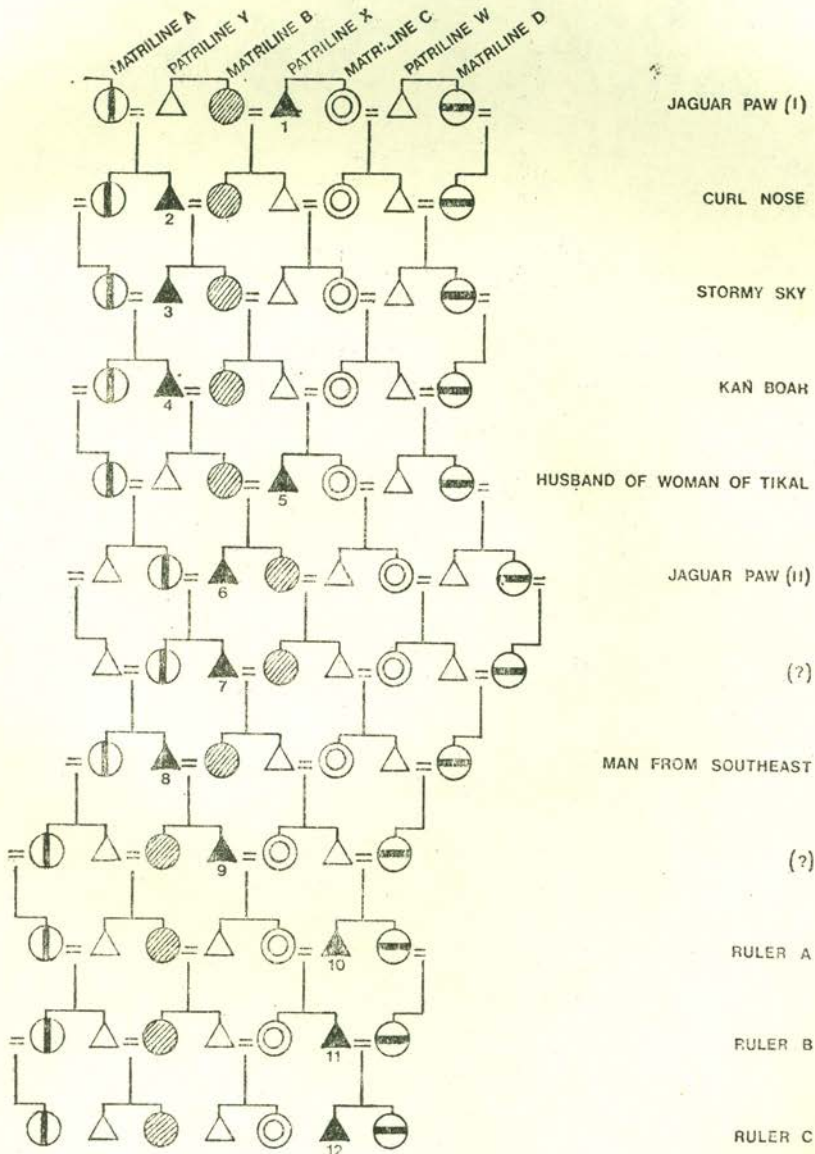 MATRILINE A
PATRILINE Y
MATRILINE B
PATRILINE X
MATRILINE C
PATRILINE W
MATRILINE D
JAGUAR PAW (I)
1
CURL NOSE
2
STORMY SKY
3
KAN BOAR
4
HUSBAND OF WOMAN OF TIKAL
5
JAGUAR PAW (II)
6
(?)
7
MAN FROM SOUTHEAST
8
(?)
9
RULER A
10
RULER B
11
RULER C
12